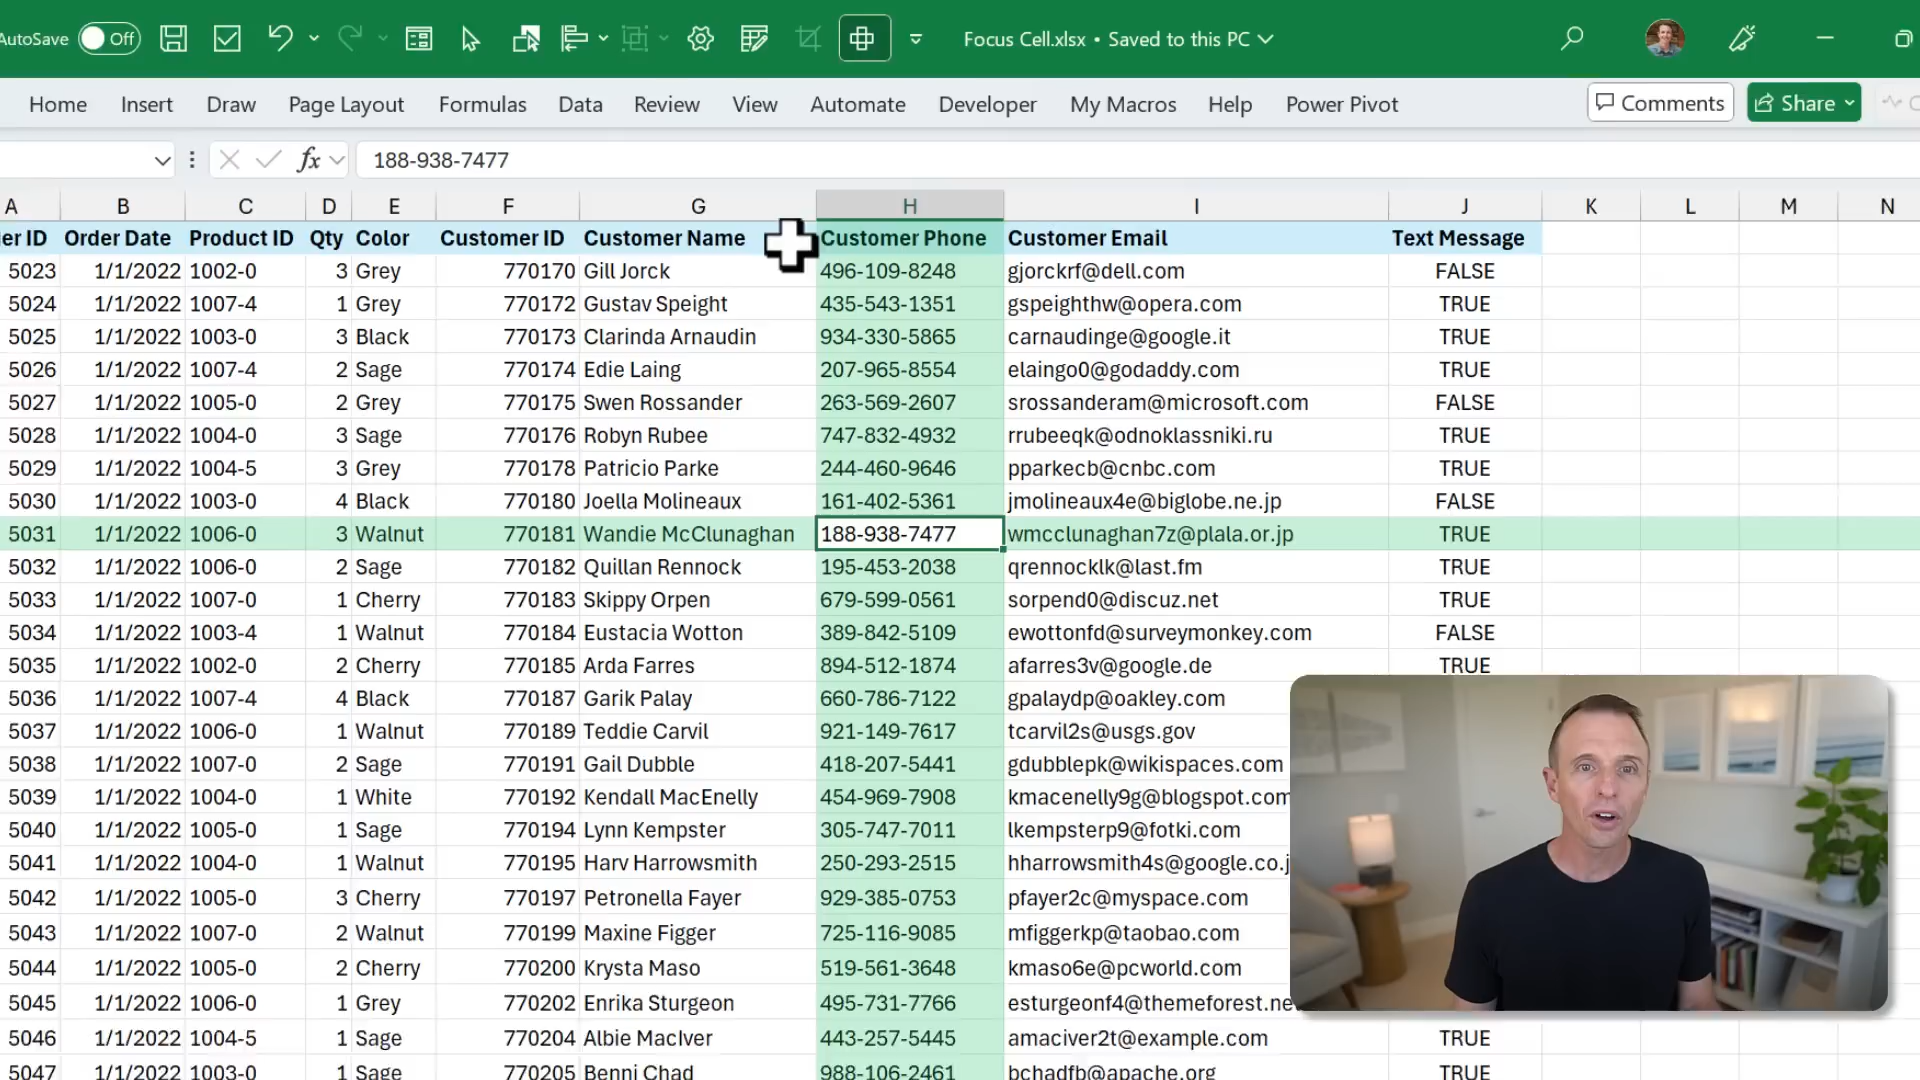 AutoSave Off Focus Cell.xlsx • Saved to this PC
Home Insert Draw Page Layout Formulas Data Review View Automate Developer My Macros Help Power Pivot Comments Share
fx 188-938-7477
A B C D E F G H I J K L M N
er ID Order Date Product ID Qty Color Customer ID Customer Name Customer Phone Customer Email Text Message
5023 1/1/2022 1002-0 3 Grey 770170 Gill Jorck 496-109-8248 gjorckrf@dell.com FALSE
5024 1/1/2022 1007-4 1 Grey 770172 Gustav Speight 435-543-1351 gspeighthw@opera.com TRUE
5025 1/1/2022 1003-0 3 Black 770173 Clarinda Arnaudin 934-330-5865 carnaudinge@google.it TRUE
5026 1/1/2022 1007-4 2 Sage 770174 Edie Laing 207-965-8554 elaingo0@godaddy.com TRUE
5027 1/1/2022 1005-0 2 Grey 770175 Swen Rossander 263-569-2607 srossanderam@microsoft.com FALSE
5028 1/1/2022 1004-0 3 Sage 770176 Robyn Rubee 747-832-4932 rrubeeqk@odnoklassniki.ru TRUE
5029 1/1/2022 1004-5 3 Grey 770178 Patricio Parke 244-460-9646 pparkecb@cnbc.com TRUE
5030 1/1/2022 1003-0 4 Black 770180 Joella Molineaux 161-402-5361 jmolineaux4e@biglobe.ne.jp FALSE
5031 1/1/2022 1006-0 3 Walnut 770181 Wandie McClunaghan 188-938-7477 wmcclunaghan7z@plala.or.jp TRUE
5032 1/1/2022 1006-0 2 Sage 770182 Quillan Rennock 195-453-2038 qrennocklk@last.fm TRUE
5033 1/1/2022 1007-0 1 Cherry 770183 Skippy Orpen 679-599-0561 sorpend0@discuz.net TRUE
5034 1/1/2022 1003-4 1 Walnut 770184 Eustacia Wotton 389-842-5109 ewottonfd@surveymonkey.com FALSE
5035 1/1/2022 1002-0 2 Cherry 770185 Arda Farres 894-512-1874 afarres3v@google.de TRUE
5036 1/1/2022 1007-4 4 Black 770187 Garik Palay 660-786-7122 gpalaydp@oakley.com
5037 1/1/2022 1006-0 1 Walnut 770189 Teddie Carvil 921-149-7617 tcarvil2s@usgs.gov
5038 1/1/2022 1007-0 2 Sage 770191 Gail Dubble 418-207-5441 gdubblepk@wikispaces.com
5039 1/1/2022 1004-0 1 White 770192 Kendall MacEnelly 454-969-7908 kmacenelly9g@blogspot.com
5040 1/1/2022 1005-0 1 Sage 770194 Lynn Kempster 305-747-7011 lkempsterp9@fotki.com
5041 1/1/2022 1004-0 1 Walnut 770195 Harv Harrowsmith 250-293-2515 hharrowsmith4s@google.co.j
5042 1/1/2022 1005-0 3 Cherry 770197 Petronella Fayer 929-385-0753 pfayer2c@myspace.com
5043 1/1/2022 1007-0 2 Walnut 770199 Maxine Figger 725-116-9085 mfiggerkp@taobao.com
5044 1/1/2022 1005-0 2 Cherry 770200 Krysta Maso 519-561-3648 kmaso6e@pcworld.com
5045 1/1/2022 1006-0 1 Grey 770202 Enrika Sturgeon 495-731-7766 esturgeonf4@themeforest.ne
5046 1/1/2022 1004-5 1 Sage 770204 Albie MacIver 443-257-5445 amaciver2t@example.com TRUE
5047 1/1/2022 1003-0 1 Sage 770205 Benni Chad 988-106-2461 bchadfb@apache.org